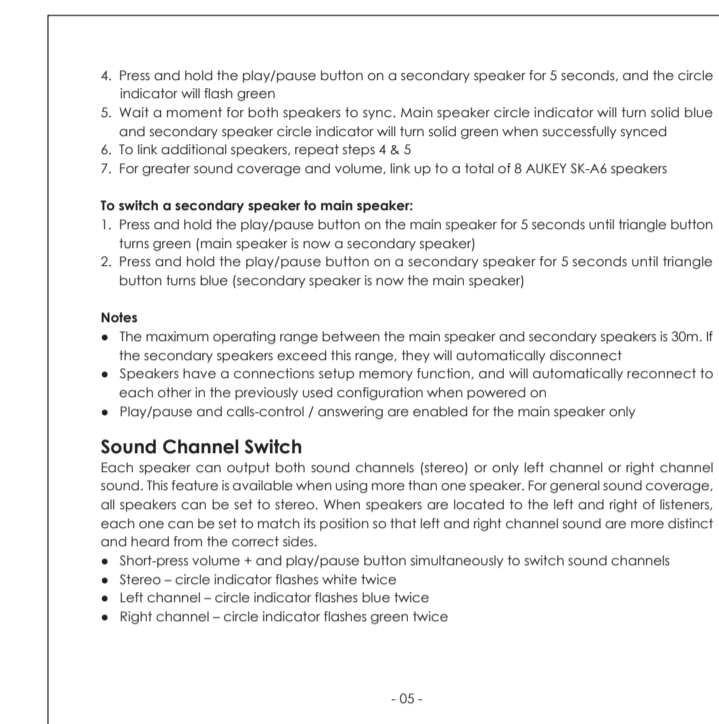 4. Press and hold the play/pause button on a secondary speaker for 5 seconds, and the circle
indicator will flash green
5. Wait a moment for both speakers to sync. Main speaker circle indicator will turn solid blue
and secondary speaker circle indicator will turn solid green when successfully synced
6. To link additional speakers, repeat steps 4 & 5
7. For greater sound coverage and volume, link up to a total of 8 AUKEY SK-A6 speakers
To switch a secondary speaker to main speaker:
1. Press and hold the play/pause button on the main speaker for 5 seconds until triangle button
turns green (main speaker is now a secondary speaker)
2. Press and hold the play/pause button on a secondary speaker for 5 seconds until triangle
button turns blue (secondary speaker is now the main speaker)
Notes
● The maximum operating range between the main speaker and secondary speakers is 30m. If
the secondary speakers exceed this range, they will automatically disconnect
● Speakers have a connections setup memory function, and will automatically reconnect to
each other in the previously used configuration when powered on
● Play/pause and calls-control / answering are enabled for the main speaker only
Sound Channel Switch
Each speaker can output both sound channels (stereo) or only left channel or right channel
sound. This feature is available when using more than one speaker. For general sound coverage,
all speakers can be set to stereo. When speakers are located to the left and right of listeners,
each one can be set to match its position so that left and right channel sound are more distinct
and heard from the correct sides.
● Short-press volume + and play/pause button simultaneously to switch sound channels
● Stereo – circle indicator flashes white twice
● Left channel – circle indicator flashes blue twice
● Right channel – circle indicator flashes green twice
- 05 -